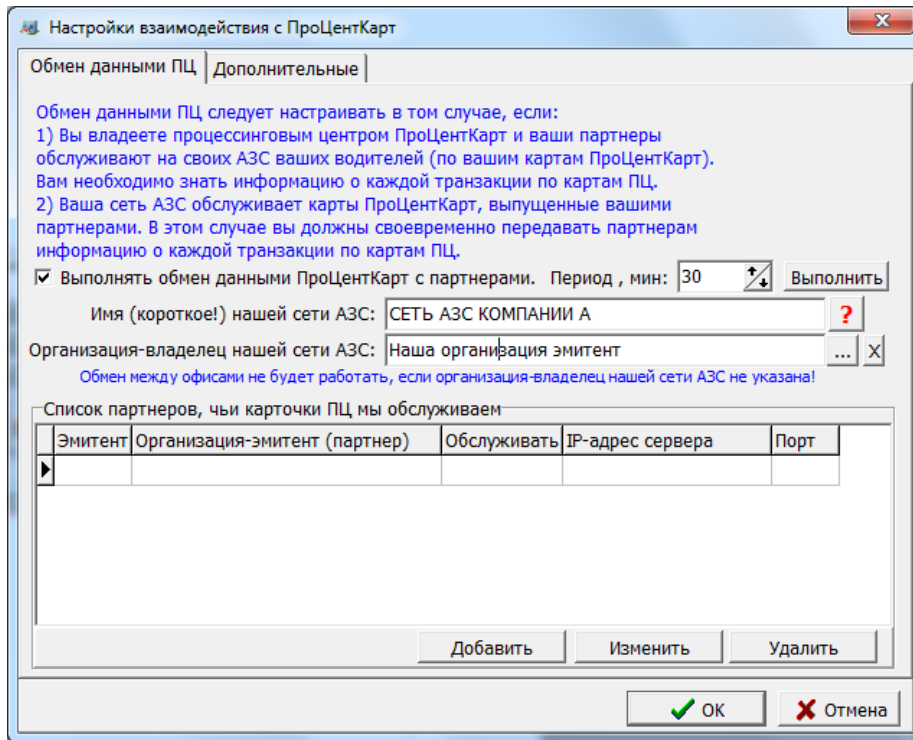 Настройки взаимодействия с ПроЦентКарт
x
Обмен данными ПЦ Дополнительные
Обмен данными ПЦ следует настраивать в том случае, если:
1) Вы владеете процессинговым центром ПроЦентКарт и ваши партнеры
обслуживают на своих АЗС ваших водителей (по вашим картам ПроЦентКарт).
Вам необходимо знать информацию о каждой транзакции по картам ПЦ.
2) Ваша сеть АЗС обслуживает карты ПроЦентКарт, выпущенные вашими
партнерами. В этом случае вы должны своевременно передавать партнерам
информацию о каждой транзакции по картам ПЦ.
Выполнять обмен данными ПроЦентКарт с партнерами. Период , мин: 30 Выполнить
Имя (короткое!) нашей сети АЗС: СЕТЬ АЗС КОМПАНИИ А ?
Организация-владелец нашей сети АЗС: Наша организация эмитент ... X
Обмен между офисами не будет работать, если организация-владелец нашей сети АЗС не указана!
Список партнеров, чьи карточки ПЦ мы обслуживаем
Эмитент Организация-эмитент (партнер) Обслуживать IP-адрес сервера Порт
Добавить Изменить Удалить
OK Отмена